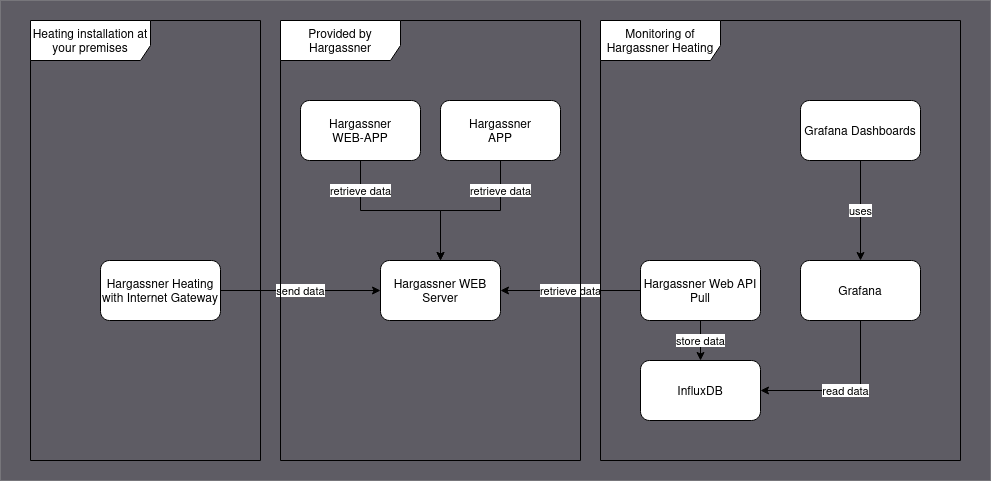 Heating installation at
your premises
Provided by
Hargassner
Monitoring of
Hargassner Heating
Hargassner
WEB-APP
Hargassner
APP
Grafana Dashboards
retrieve data
retrieve data
uses
Hargassner Heating
with Internet Gateway
send data
Hargassner WEB
Server
retrieve data
Hargassner Web API
Pull
Grafana
store data
InfluxDB
read data